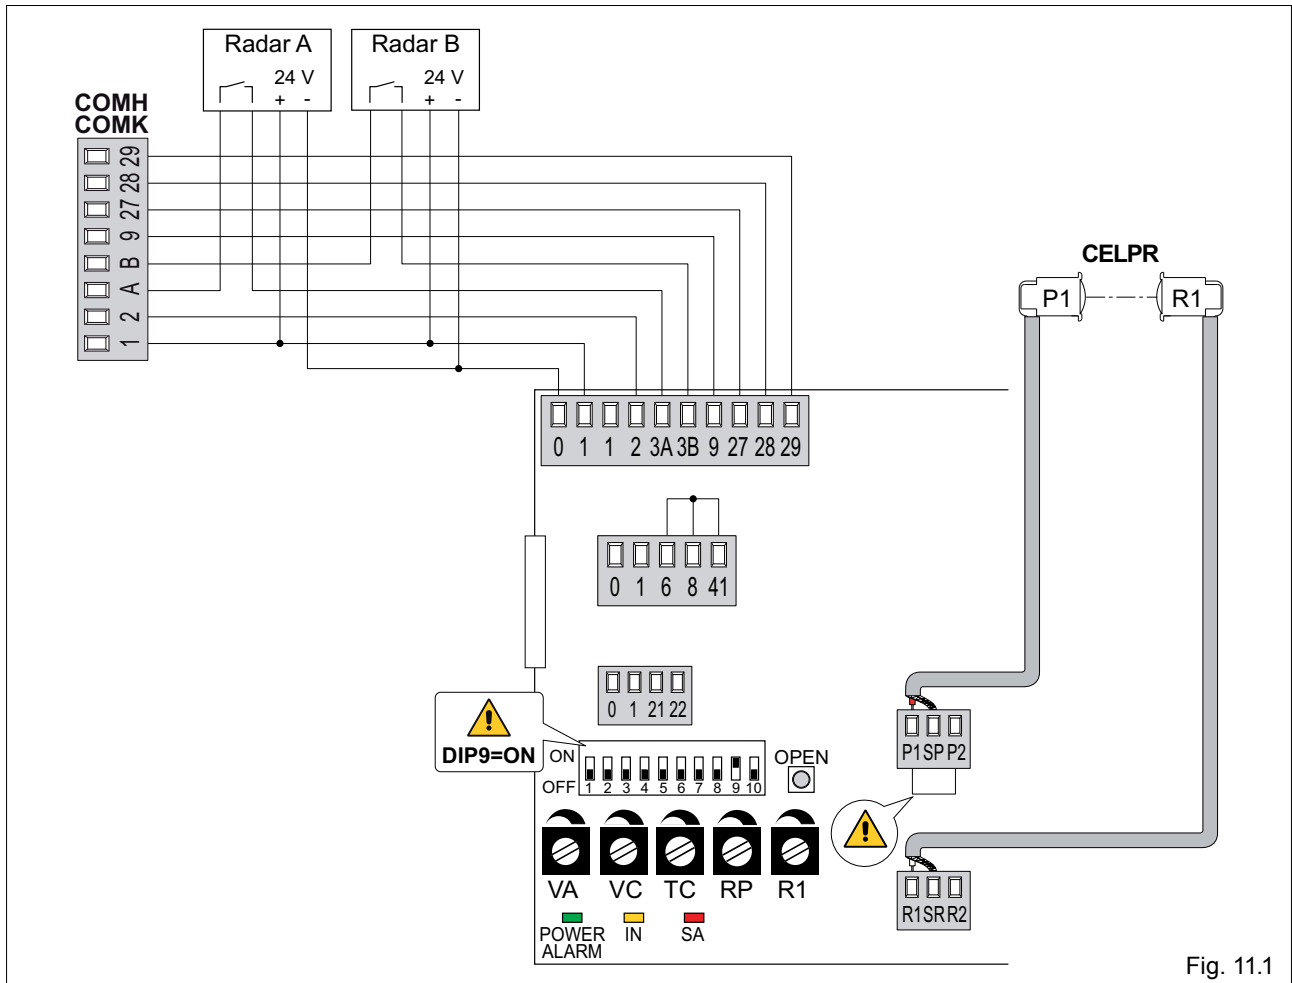 Radar A
24 V
+ -
Radar B
24 V
+ -
COMH
COMK
29
28
27
9
B
A
2
1
CELPR
P1
R1
0 1 1 2 3A 3B 9 27 28 29
0 1 6 8 41
0 1 21 22
DIP9=ON
ON
OFF
1 2 3 4 5 6 7 8 9 10
OPEN
P1 SP P2
VA VC TC RP R1
R1 SR R2
POWER
ALARM
IN
SA
Fig. 11.1